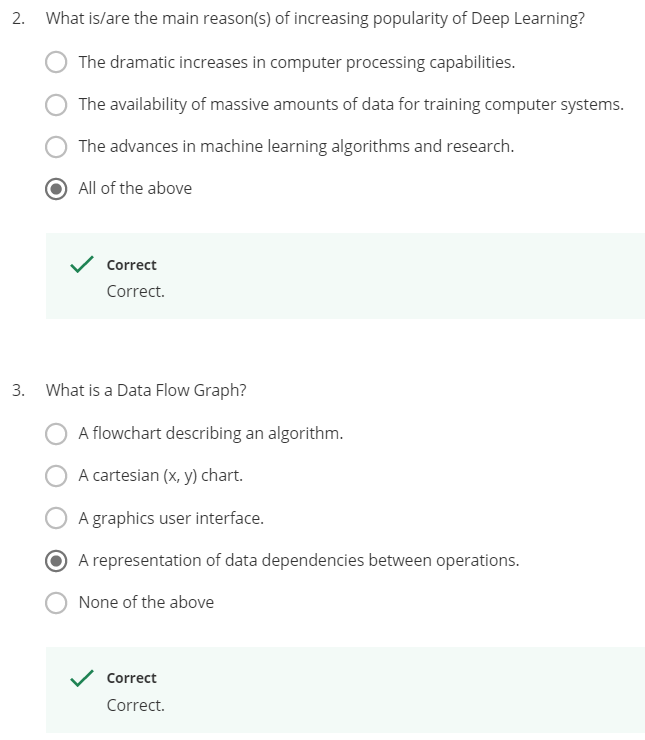 2. What is/are the main reason(s) of increasing popularity of Deep Learning?
The dramatic increases in computer processing capabilities.
The availability of massive amounts of data for training computer systems.
The advances in machine learning algorithms and research.
All of the above
Correct
Correct.
3. What is a Data Flow Graph?
A flowchart describing an algorithm.
A cartesian (x, y) chart.
A graphics user interface.
A representation of data dependencies between operations.
None of the above
Correct
Correct.